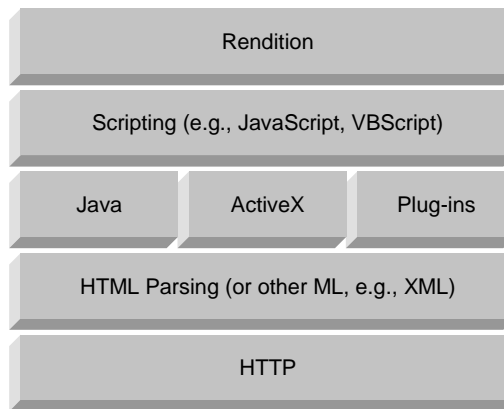 Rendition
Scripting (e.g., JavaScript, VBScript)
Java
ActiveX
Plug-ins
HTML Parsing (or other ML, e.g., XML)
HTTP